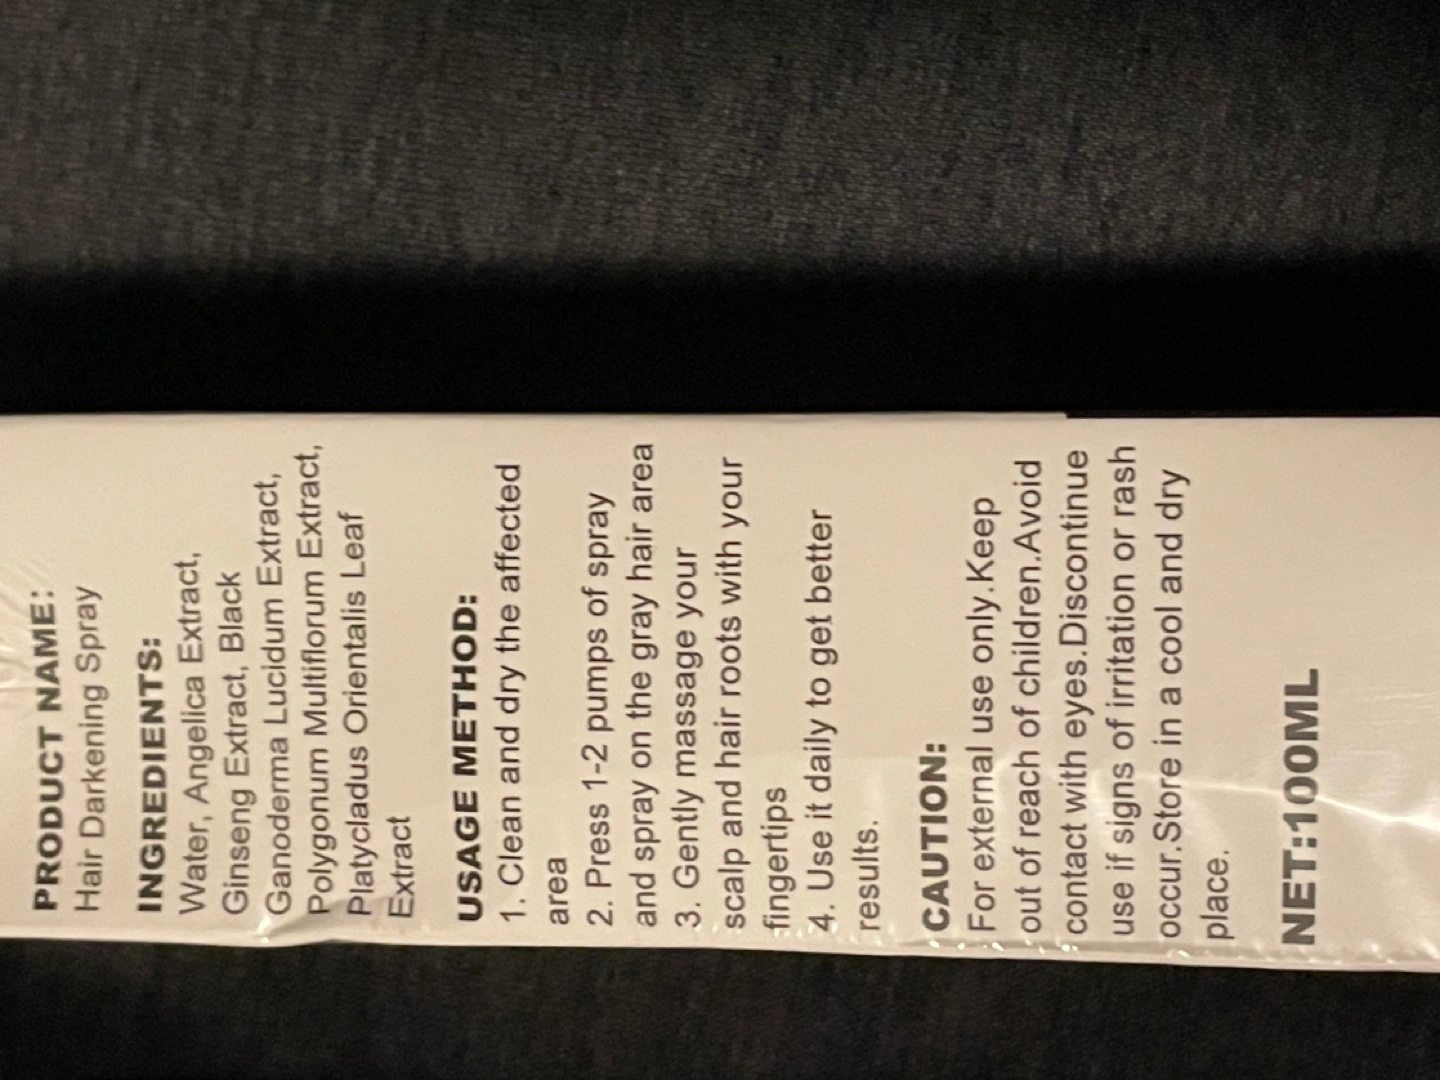 PRODUCT NAME:
Hair Darkening Spray
INGREDIENTS:
Water, Angelica Extract,
Ginseng Extract, Black
Ganoderma Lucidum Extract,
Polygonum Multiflorum Extract,
Platycladus Orientalis Leaf
Extract
USAGE METHOD:
1. Clean and dry the affected
area
2. Press 1-2 pumps of spray
and spray on the gray hair area
3. Gently massage your
scalp and hair roots with your
fingertips
4. Use it daily to get better
results.
CAUTION:
For external use only.Keep
out of reach of children.Avoid
contact with eyes.Discontinue
use if signs of irritation or rash
occur.Store in a cool and dry
place.
NET:100ML